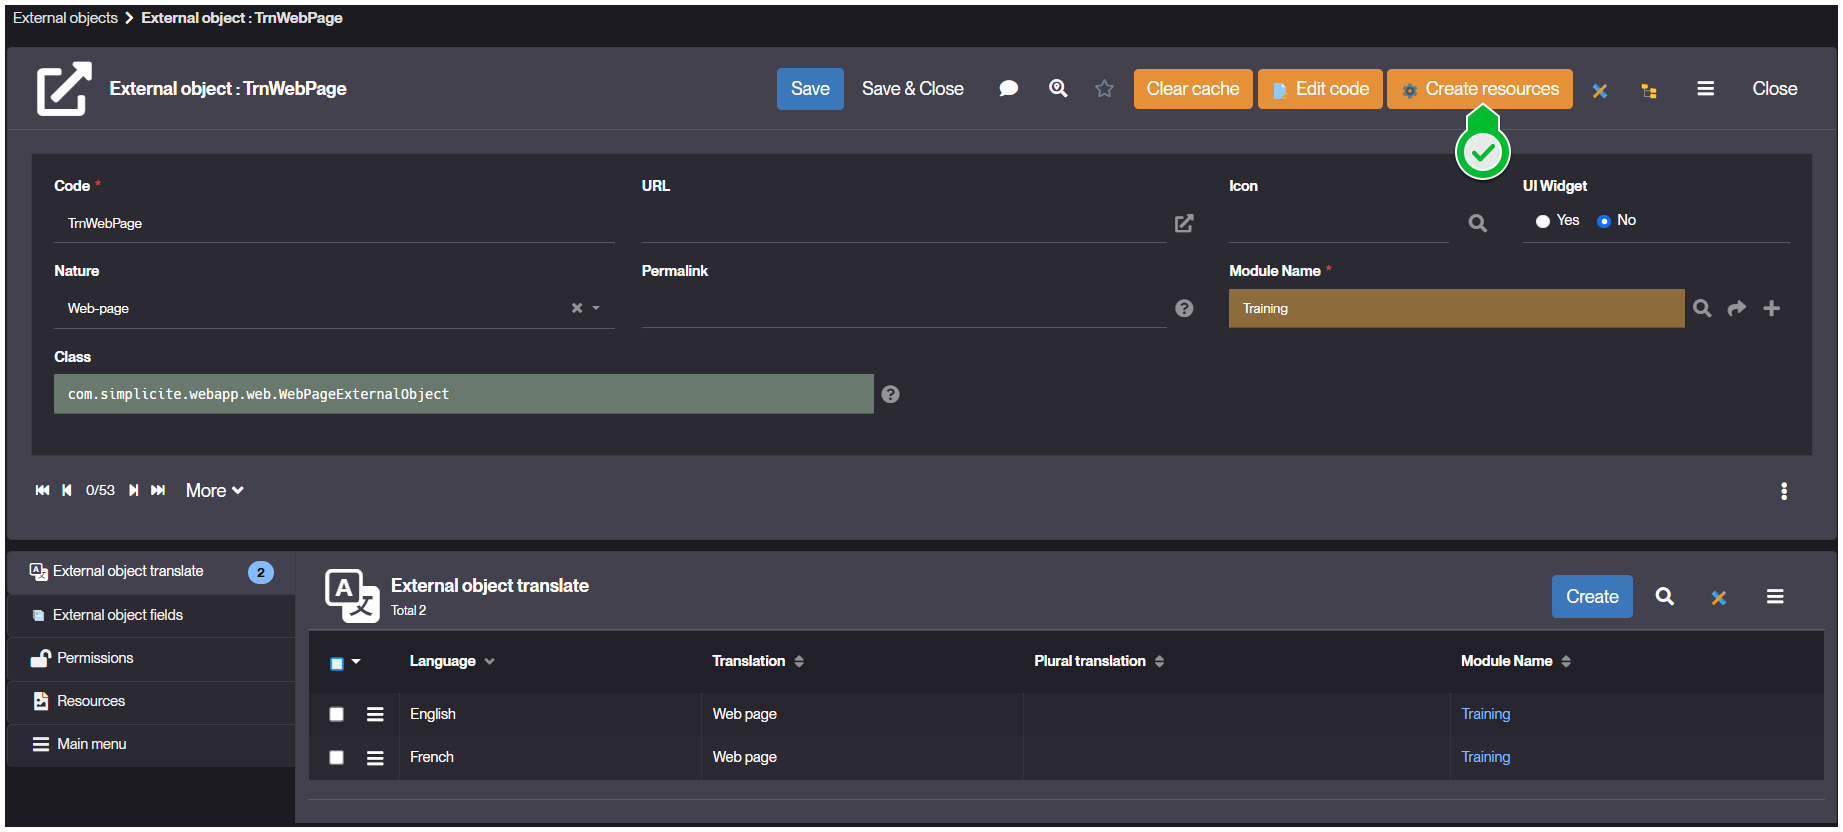 External objects > External object : TrnWebPage
External object : TrnWebPage
Save
Save & Close
Clear cache
Edit code
Create resources
Close
Code *
URL
Icon
UI Widget
TrnWebPage
Yes
No
Nature
Permalink
Module Name *
Web-page
Training
Class
com.simplicite.webapp.web.WebPageExternalObject
0/53
More
External object translate
2
External object fields
Permissions
Resources
Main menu
External object translate
Total 2
Create
Language
Translation
Plural translation
Module Name
English
Web page
Training
French
Web page
Training